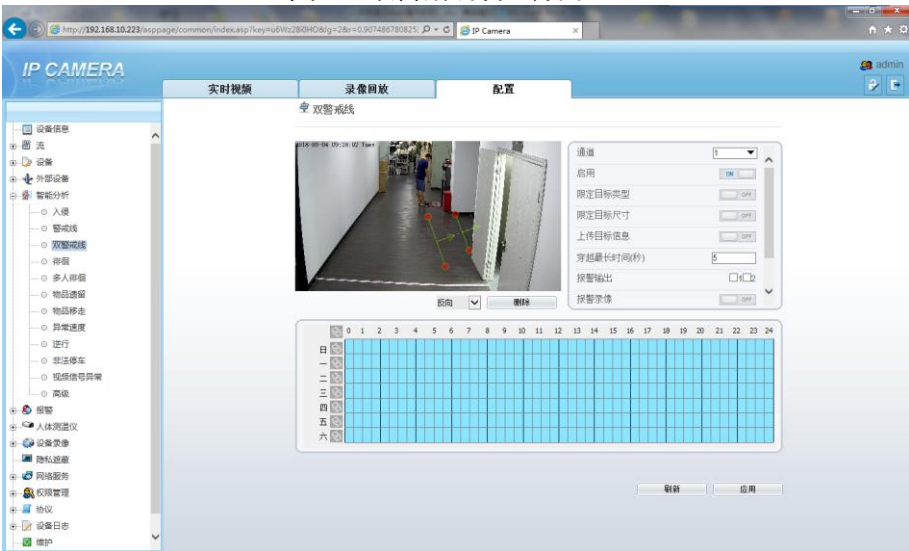 http://192.168.10.223/asppage/common/index.asp?key=u6Wz28I0HO&lg=2&r=0.907486780825
IP Camera
IP CAMERA
admin
实时视频
录像回放
配置
双警戒线
设备信息
流
设备
外部设备
智能分析
入侵
警戒线
双警戒线
徘徊
多人徘徊
物品遗留
物品移走
异常速度
逆行
非法停车
视频信号异常
高级
报警
人体测温仪
设备录像
隐私遮蔽
网络服务
权限管理
协议
设备日志
维护
通道 1
启用 ON
限定目标类型 OFF
限定目标尺寸 OFF
上传目标信息 OFF
穿越最长时间(秒) 5
报警输出 1 2
报警录像 OFF
反向 删除
0 1 2 3 4 5 6 7 8 9 10 11 12 13 14 15 16 17 18 19 20 21 22 23 24
日
一
二
三
四
五
六
刷新 应用